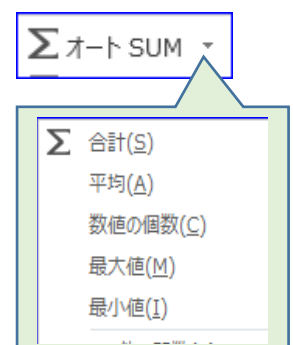 Σ オート SUM
Σ 合計(S)
平均(A)
数値の個数(C)
最大値(M)
最小値(I)